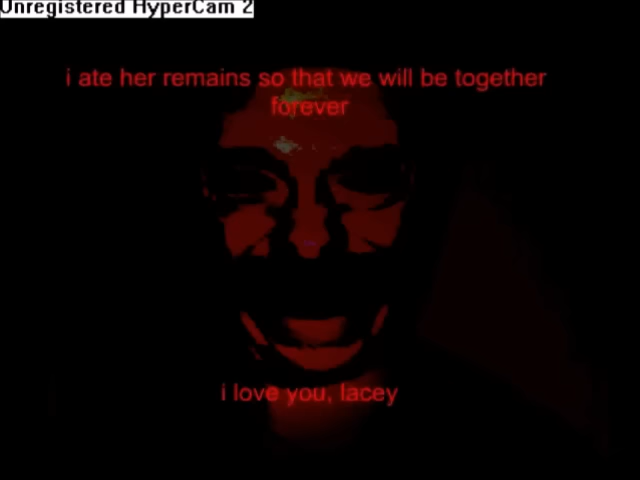 Unregistered HyperCam 2
i ate her remains so that we will be together
forever
i love you, lacey